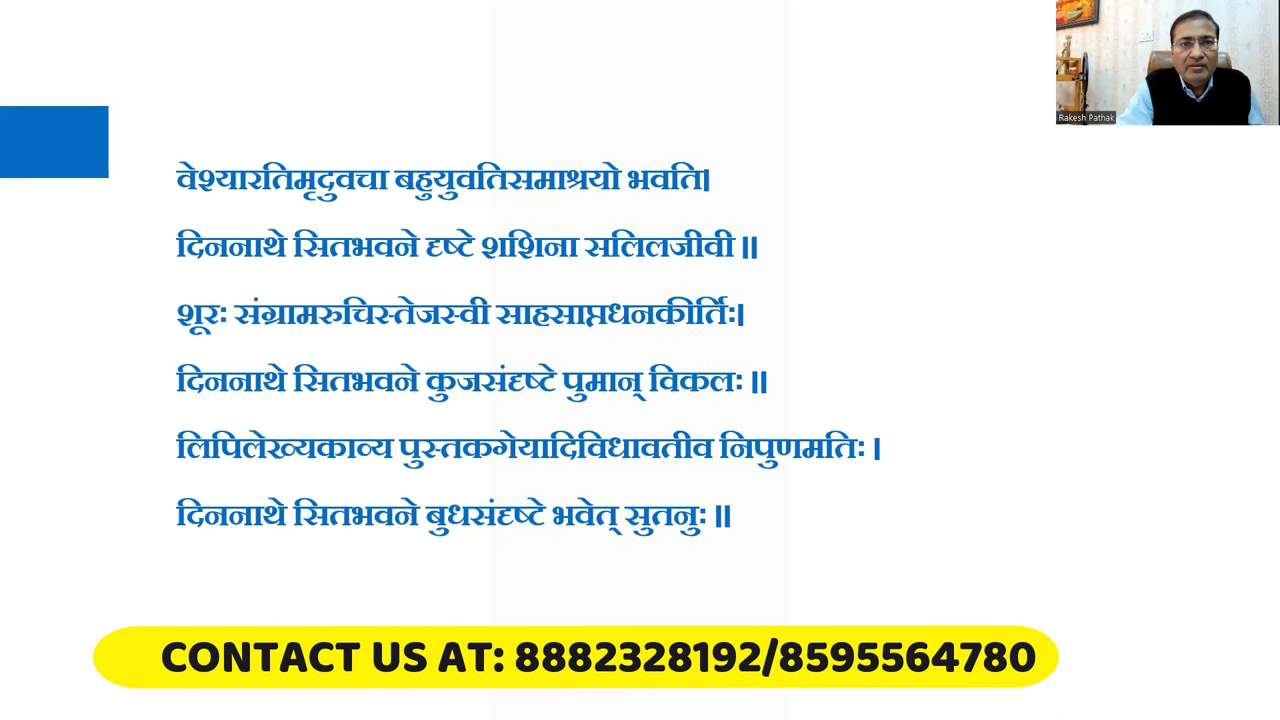 Rakesh Pathak
वेश्यारतिमृदुवचा बहुयुवतिसमाश्रयो भवति।
दिननाथे सितभवने दृष्टे शशिना सलिलजीवी ॥
शूरः संग्रामरुचिस्तेजस्वी साहसाप्तधनकीर्तिः।
दिननाथे सितभवने कुजसंदृष्टे पुमान् विकलः ॥
लिपिलेख्यकाव्य पुस्तकगेयादिविधावतीव निपुणमतिः ।
दिननाथे सितभवने बुधसंदृष्टे भवेत् सुतनुः ॥
CONTACT US AT: 8882328192/8595564780